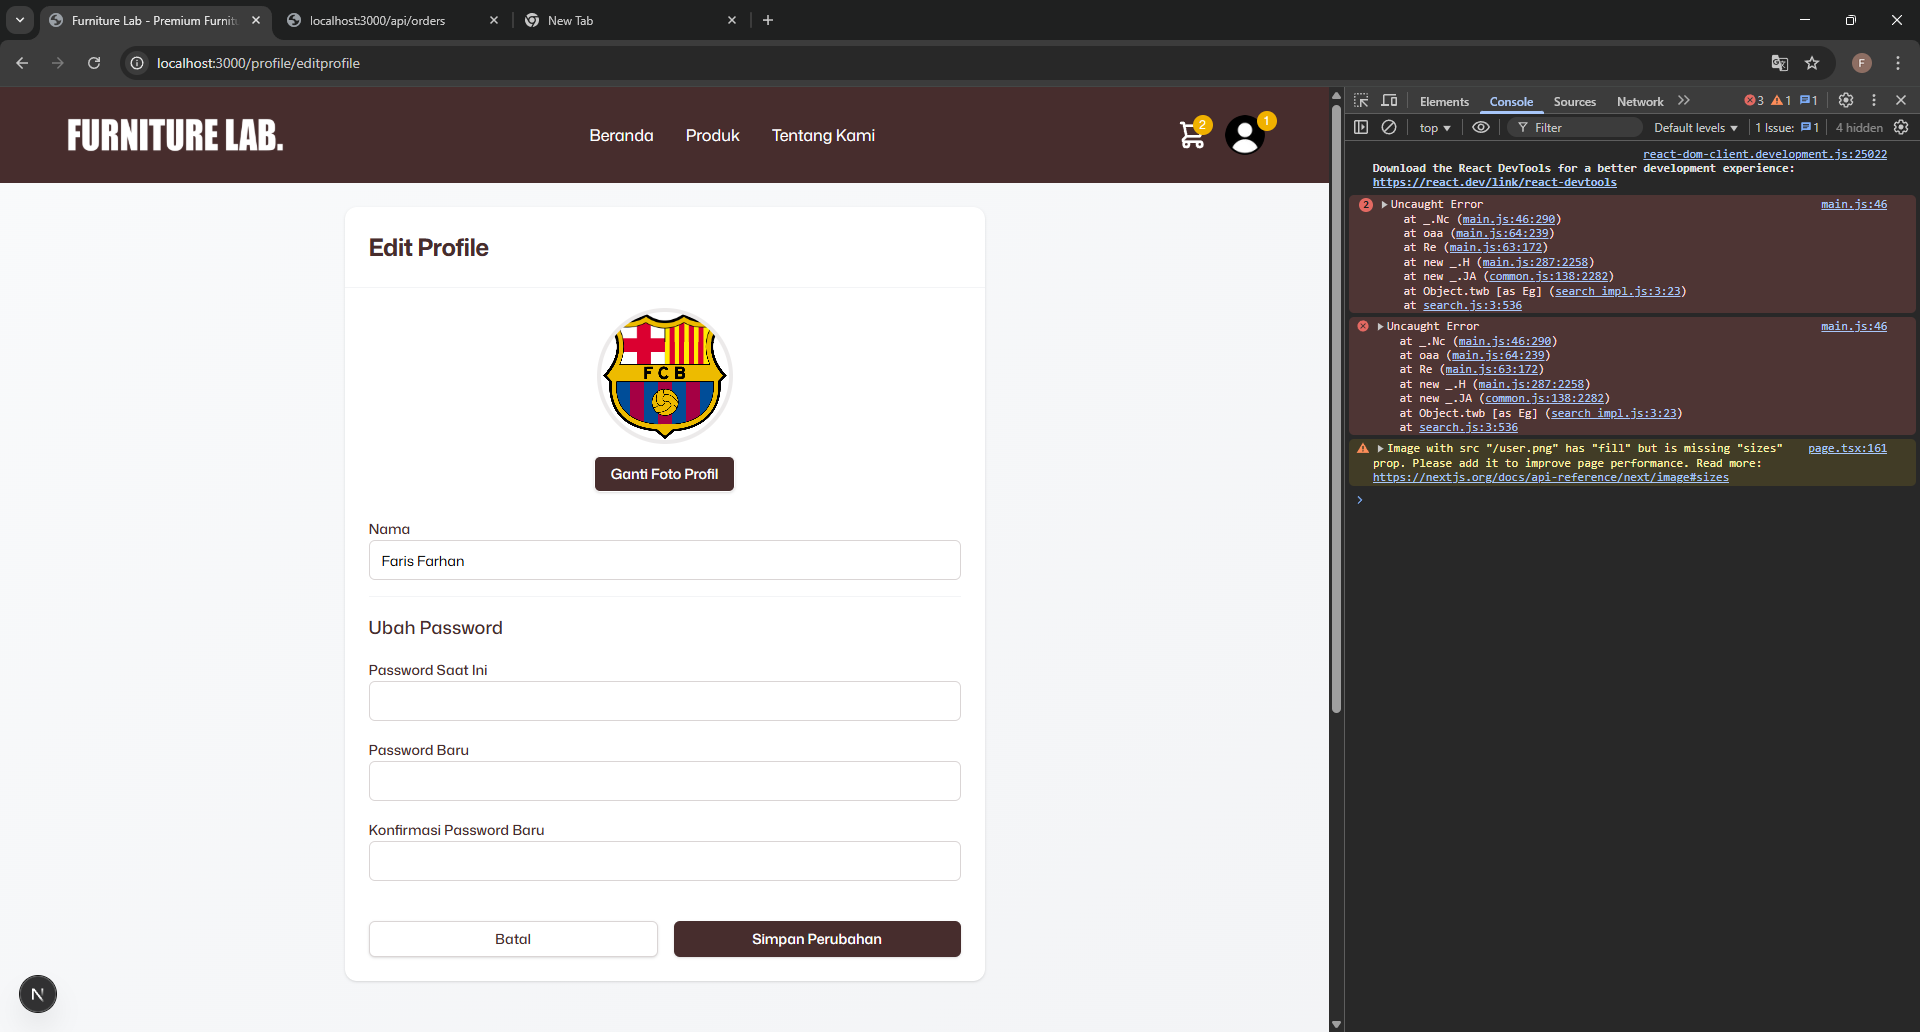 Furniture Lab - Premium Furnitu
localhost:3000/api/orders
New Tab
localhost:3000/profile/editprofile
F
FURNITURE LAB.
Beranda
Produk
Tentang Kami
2
1
Edit Profile
F C B
Ganti Foto Profil
Nama
Faris Farhan
Ubah Password
Password Saat Ini
Password Baru
Konfirmasi Password Baru
Batal
Simpan Perubahan
N
Elements
Console
Sources
Network
3
1
1
top
Filter
Default levels
1 Issue:
1
4 hidden
react-dom-client.development.js:25022
Download the React DevTools for a better development experience:
https://react.dev/link/react-devtools
2
Uncaught Error
main.js:46
at _.Nc (main.js:46:290)
at oaa (main.js:64:239)
at Re (main.js:63:172)
at new _.H (main.js:287:2258)
at new _.JA (common.js:138:2282)
at Object.twb [as Eg] (search_impl.js:3:23)
at search.js:3:536
Uncaught Error
main.js:46
at _.Nc (main.js:46:290)
at oaa (main.js:64:239)
at Re (main.js:63:172)
at new _.H (main.js:287:2258)
at new _.JA (common.js:138:2282)
at Object.twb [as Eg] (search_impl.js:3:23)
at search.js:3:536
Image with src "/user.png" has "fill" but is missing "sizes"
page.tsx:161
prop. Please add it to improve page performance. Read more:
https://nextjs.org/docs/api-reference/next/image#sizes